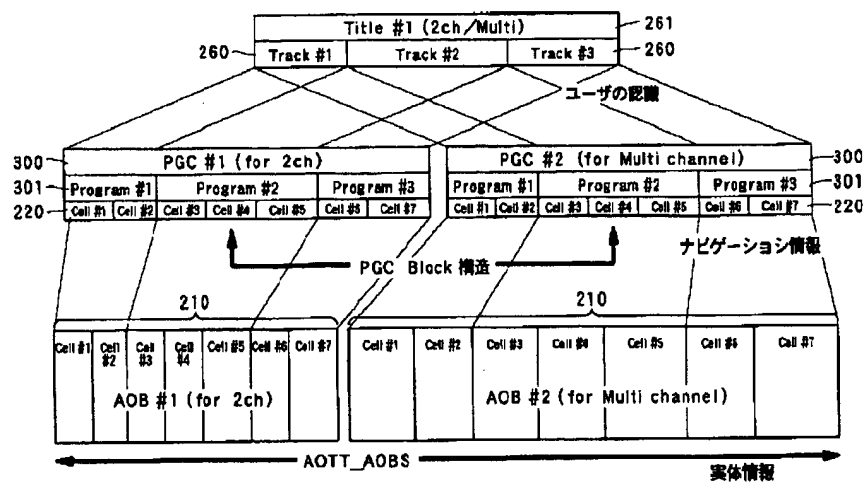 Title #1 (2ch/Multi) 261
260 Track #1 Track #2 Track #3 260
ユーザの認識
300 PGC #1 (for 2ch) PGC #2 (for Multi channel) 300
301 Program #1 Program #2 Program #3 Program #1 Program #2 Program #3 301
220 Cell #1 Cell #2 Cell #3 Cell #4 Cell #5 Cell #6 Cell #7 Cell #1 Cell #2 Cell #3 Cell #4 Cell #5 Cell #6 Cell #7 220
ナビゲーション情報
PGC Block 構造
210 210
Cell #1 Cell #2 Cell #3 Cell #4 Cell #5 Cell #6 Cell #7 Cell #1 Cell #2 Cell #3 Cell #4 Cell #5 Cell #6 Cell #7
AOB #1 (for 2ch) AOB #2 (for Multi channel)
AOTT_AOBS
実体情報